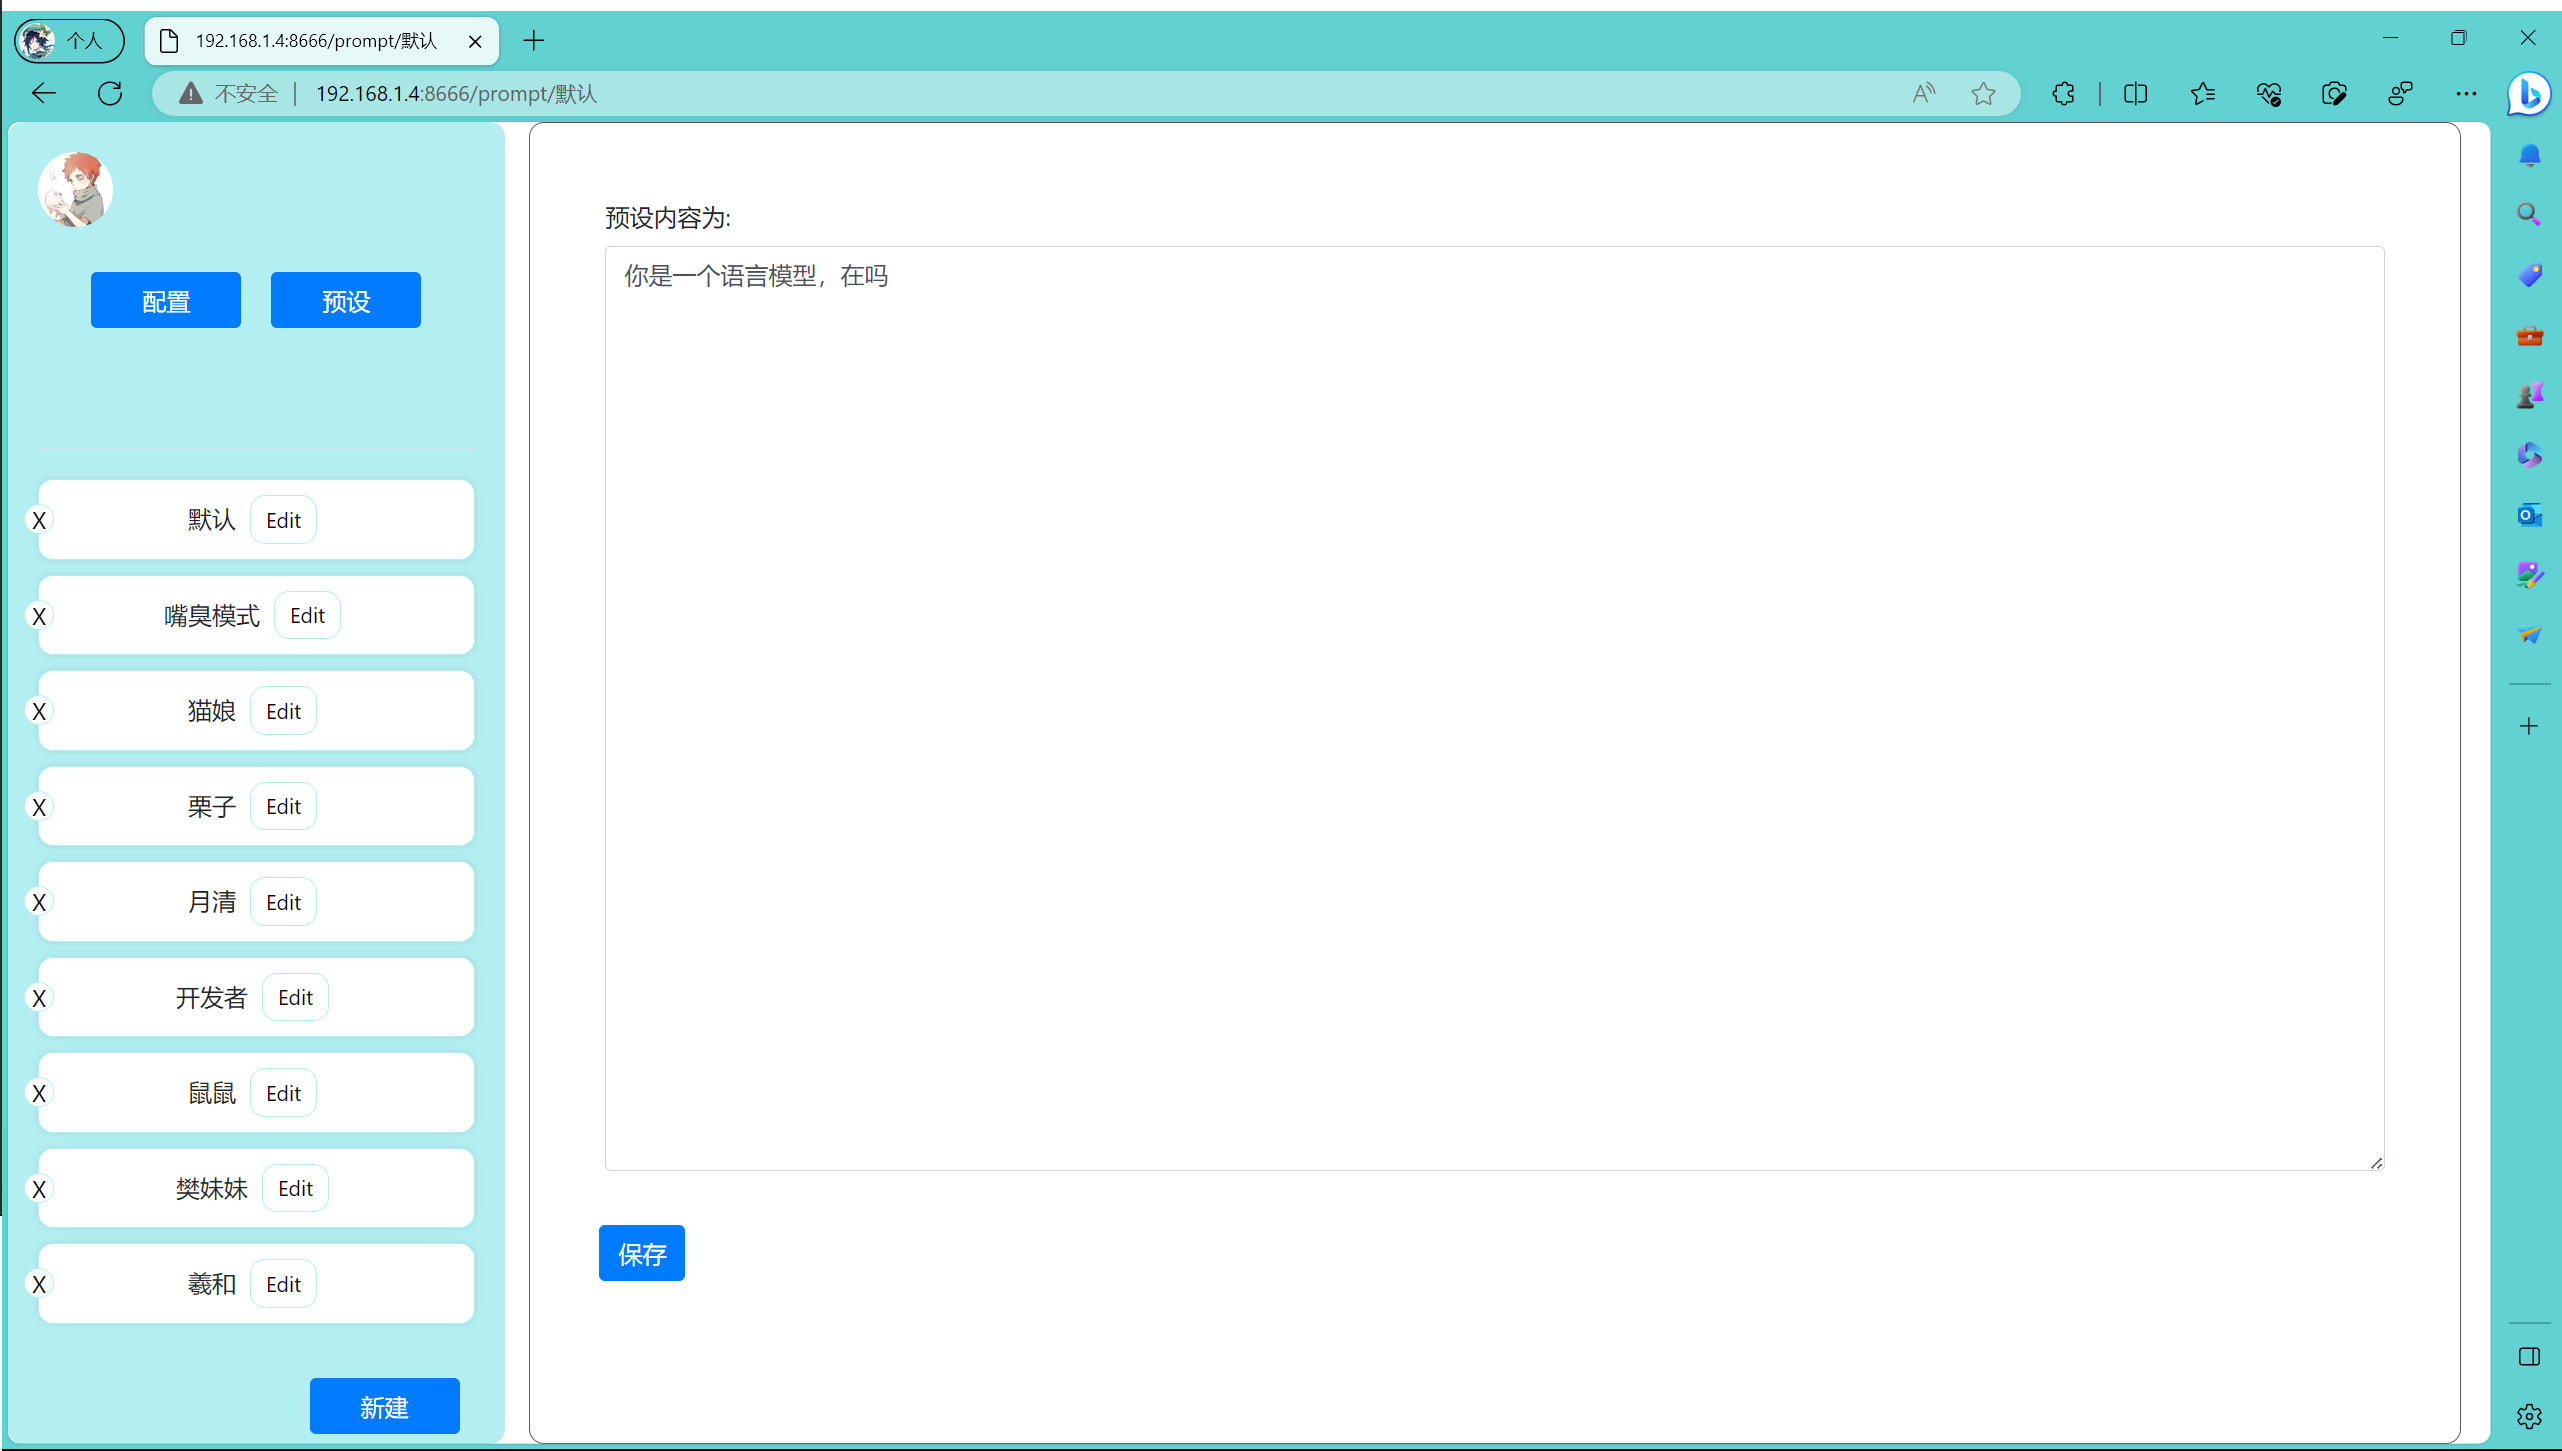 个人
192.168.1.4:8666/prompt/默认
不安全
192.168.1.4:8666/prompt/默认
配置
预设
X 默认 Edit
X 嘴臭模式 Edit
X 猫娘 Edit
X 栗子 Edit
X 月清 Edit
X 开发者 Edit
X 鼠鼠 Edit
X 樊妹妹 Edit
X 羲和 Edit
新建
预设内容为:
你是一个语言模型，在吗
保存